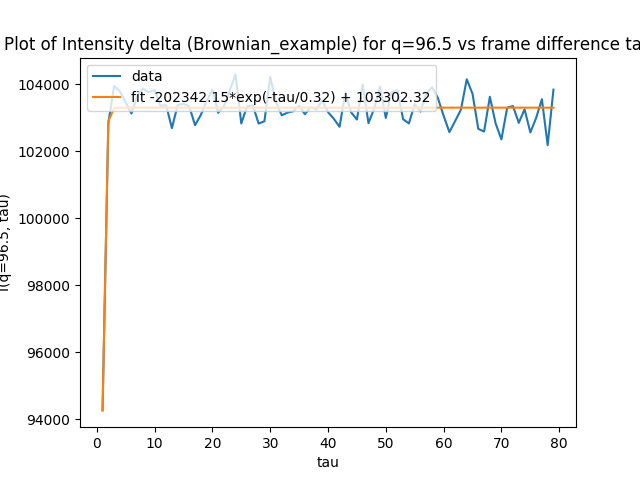 Plot of Intensity delta (Brownian_example) for q=96.5 vs frame difference ta
data
fit -202342.15*exp(-tau/0.32) + 103302.32
104000
102000
100000
98000
96000
94000
I(q=96.5, tau)
0 10 20 30 40 50 60 70 80
tau